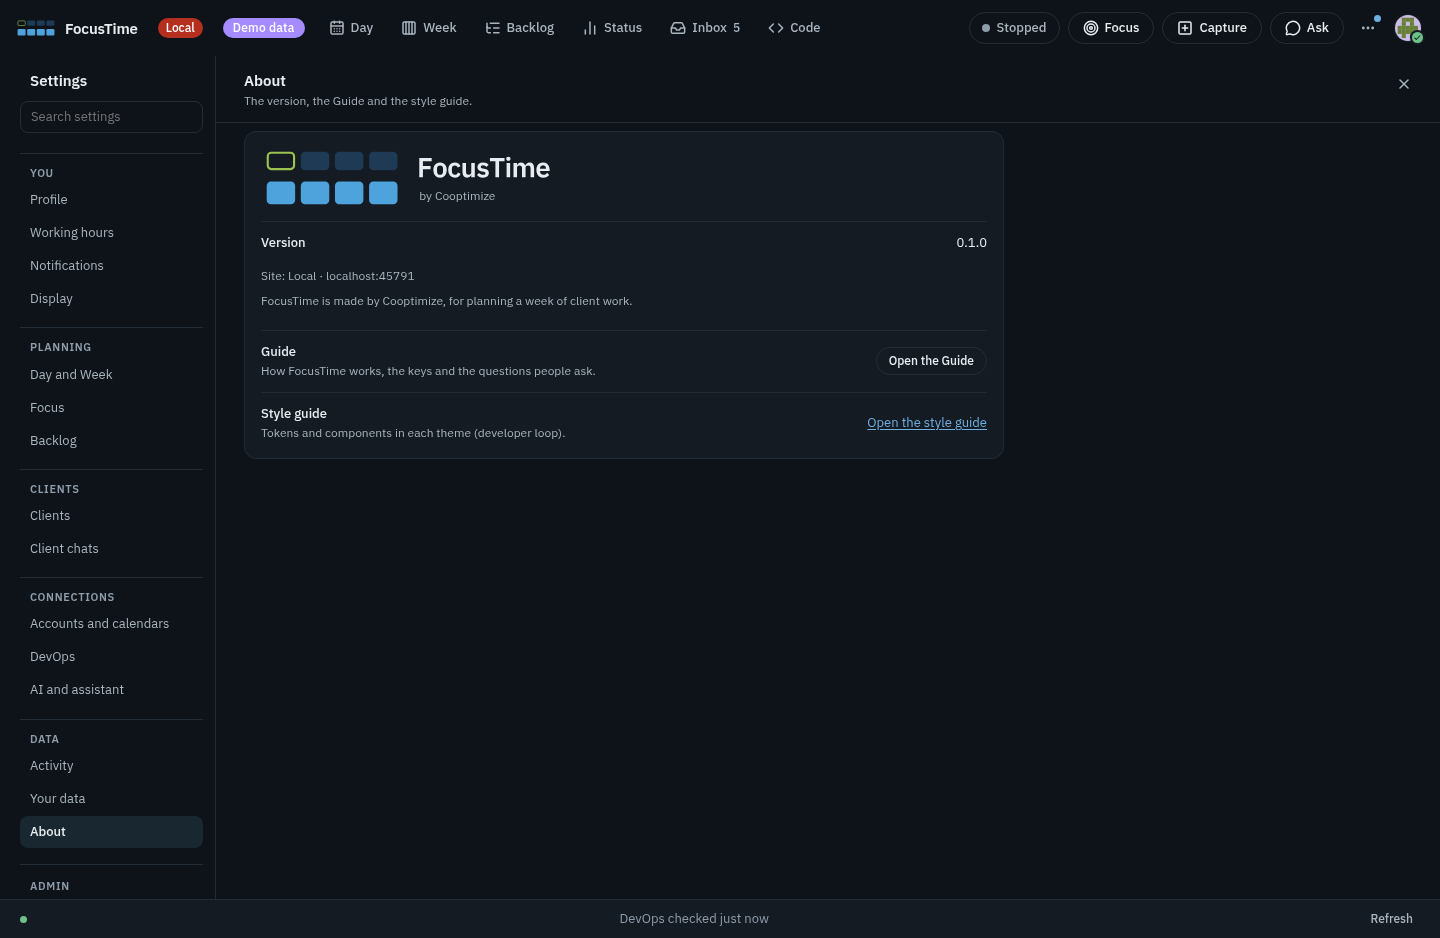 FocusTime
Local
Demo data
Day
Week
Backlog
Status
Inbox 5
Code
Stopped
Focus
Capture
Ask
Settings
Search settings
YOU
Profile
Working hours
Notifications
Display
PLANNING
Day and Week
Focus
Backlog
CLIENTS
Clients
Client chats
CONNECTIONS
Accounts and calendars
DevOps
AI and assistant
DATA
Activity
Your data
About
ADMIN
About
The version, the Guide and the style guide.
FocusTime
by Cooptimize
Version
0.1.0
Site: Local · localhost:45791
FocusTime is made by Cooptimize, for planning a week of client work.
Guide
How FocusTime works, the keys and the questions people ask.
Open the Guide
Style guide
Tokens and components in each theme (developer loop).
Open the style guide
DevOps checked just now
Refresh